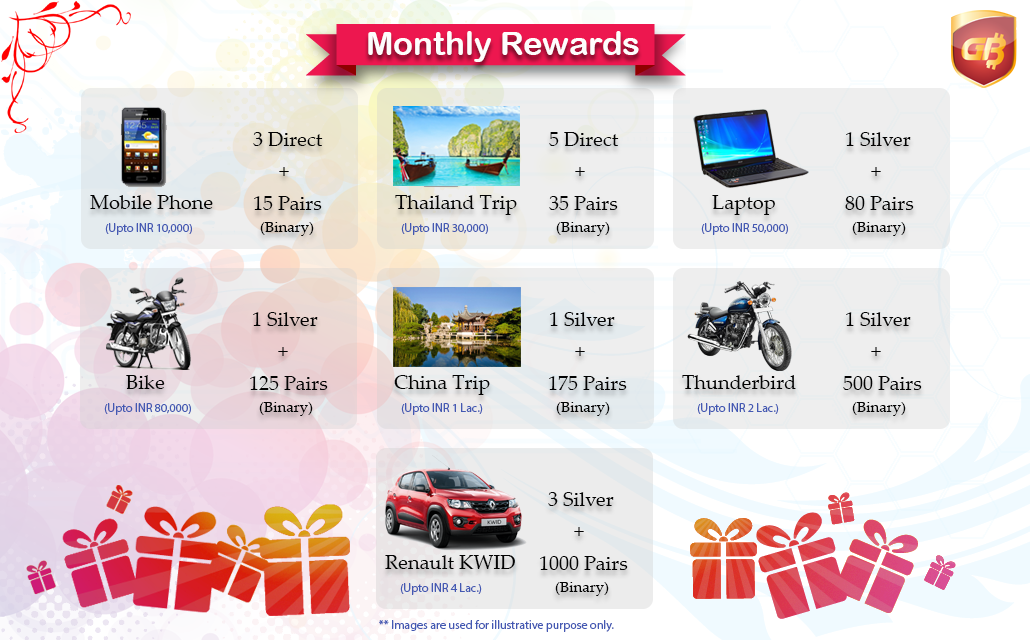 Monthly Rewards
GB
3 Direct
+
15 Pairs
(Binary)
Mobile Phone
(Upto INR 10,000)
5 Direct
+
35 Pairs
(Binary)
Thailand Trip
(Upto INR 30,000)
1 Silver
+
80 Pairs
(Binary)
Laptop
(Upto INR 50,000)
1 Silver
+
125 Pairs
(Binary)
Bike
(Upto INR 80,000)
1 Silver
+
175 Pairs
(Binary)
China Trip
(Upto INR 1 Lac.)
1 Silver
+
500 Pairs
(Binary)
Thunderbird
(Upto INR 2 Lac.)
KWID
3 Silver
+
1000 Pairs
(Binary)
Renault KWID
(Upto INR 4 Lac.)
** Images are used for illustrative purpose only.